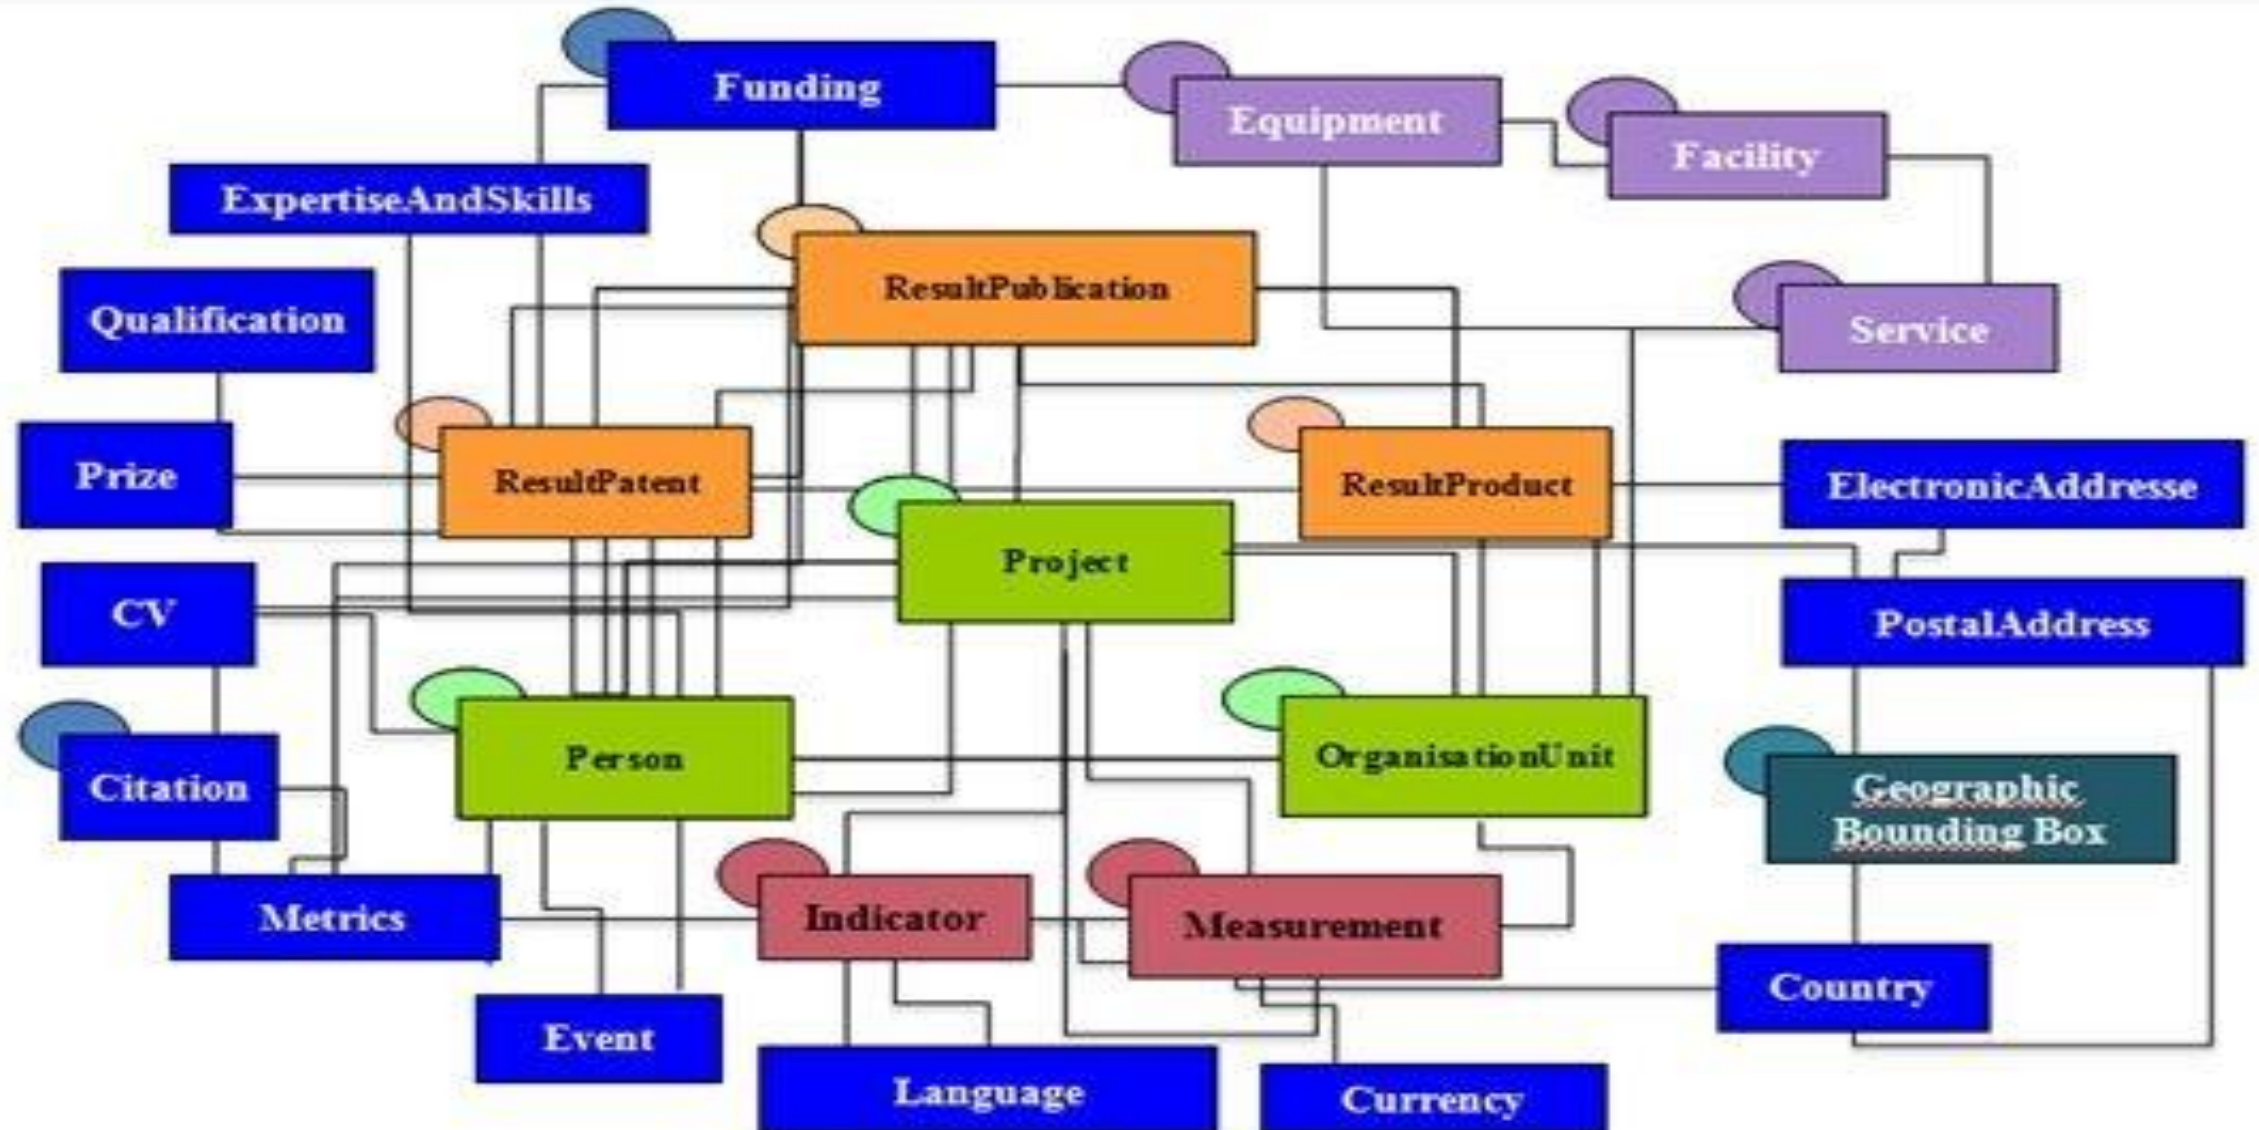 Funding
Equipment
Facility
ExpertiseAndSkills
ResultPublication
Qualification
Service
Prize
ResultPatent
ResultProduct
ElectronicAddresse
Project
CV
PostalAddress
Person
OrganisationUnit
Citation
Geographic
Bounding Box
Metrics
Indicator
Measurement
Country
Event
Language
Currency